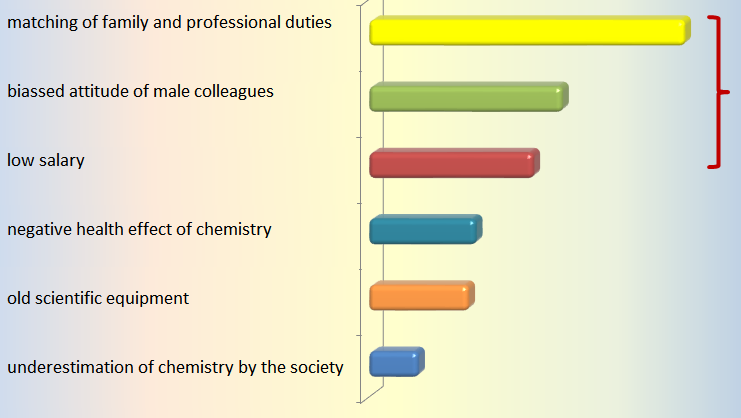 matching of family and professional duties
biassed attitude of male colleagues
low salary
negative health effect of chemistry
old scientific equipment
underestimation of chemistry by the society